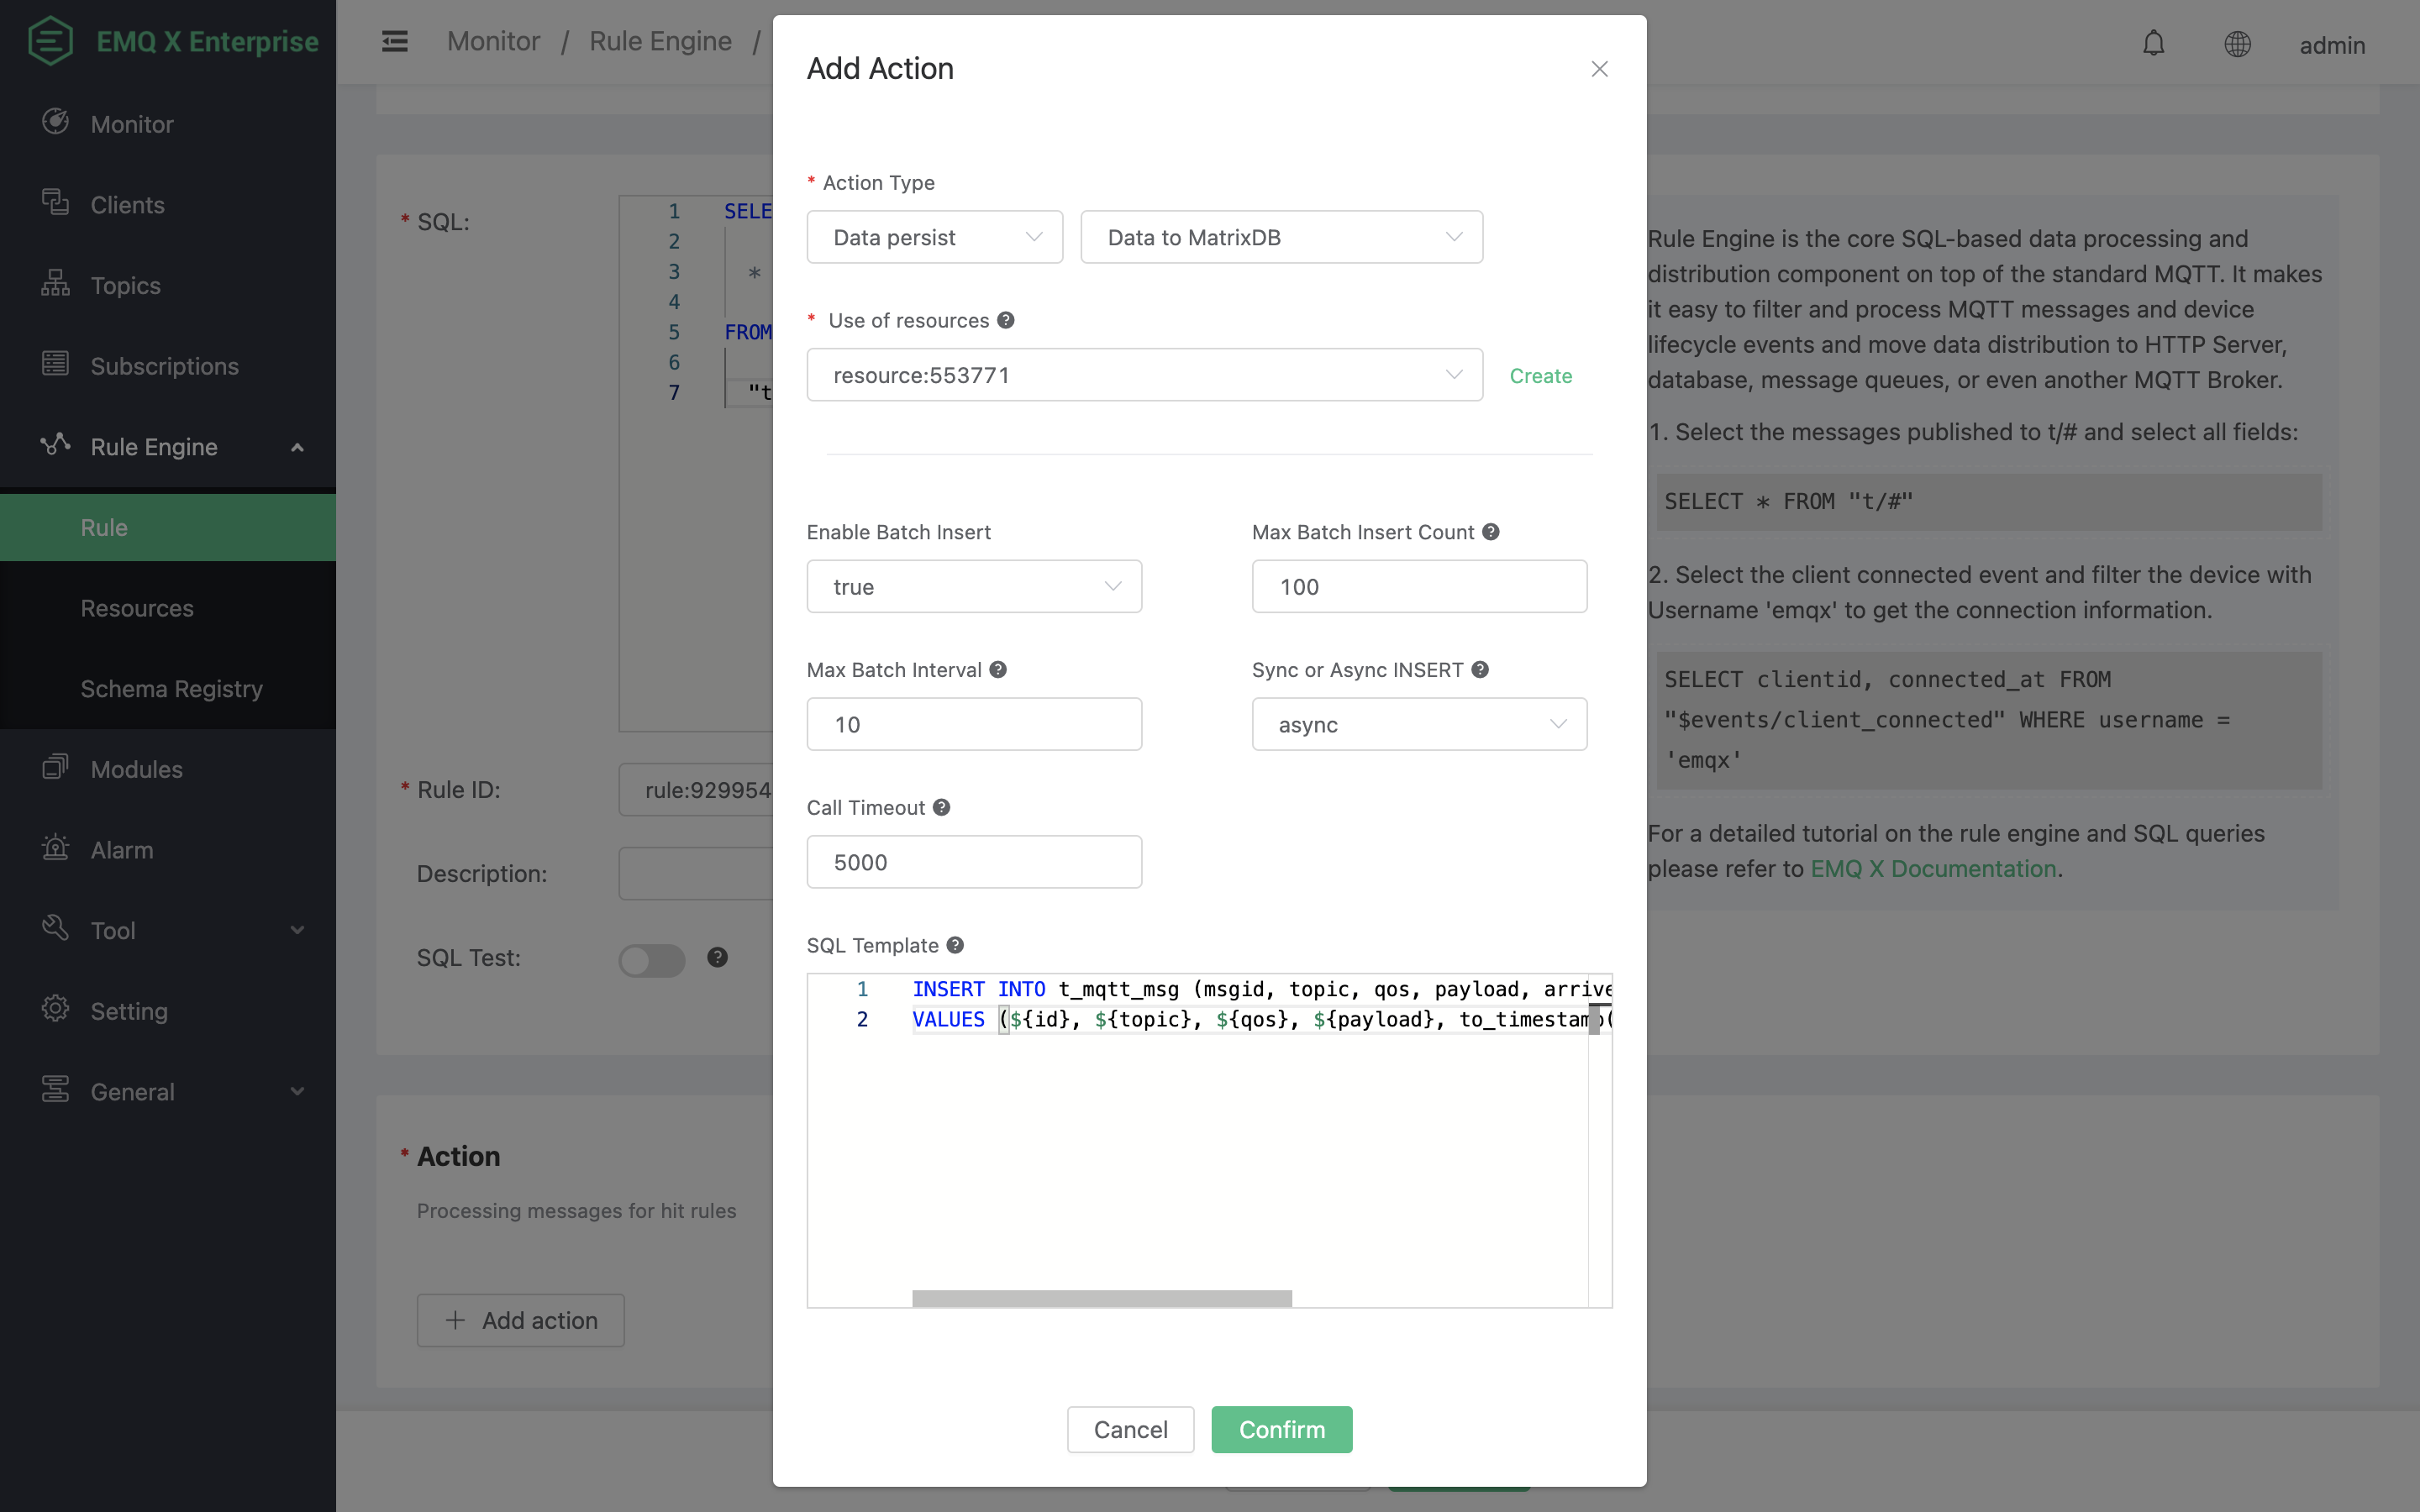 EMQ X Enterprise
Monitor
Clients
Topics
Subscriptions
Rule Engine
Rule
Resources
Schema Registry
Modules
Alarm
Tool
Setting
General
Monitor / Rule Engine /
admin
* SQL:
1 SELE
2
3 *
4
5 FROM
6
7 "t
* Rule ID:
rule:929954
Description:
SQL Test:
* Action
Processing messages for hit rules
Add action
Add Action
* Action Type
Data persist
Data to MatrixDB
* Use of resources
resource:553771
Create
Enable Batch Insert
true
Max Batch Insert Count
100
Max Batch Interval
10
Sync or Async INSERT
async
Call Timeout
5000
SQL Template
1 INSERT INTO t_mqtt_msg (msgid, topic, qos, payload, arrive
2 VALUES (${id}, ${topic}, ${qos}, ${payload}, to_timestamp(
Cancel
Confirm
Rule Engine is the core SQL-based data processing and
distribution component on top of the standard MQTT. It makes
it easy to filter and process MQTT messages and device
lifecycle events and move data distribution to HTTP Server,
database, message queues, or even another MQTT Broker.
1. Select the messages published to t/# and select all fields:
SELECT * FROM "t/#"
2. Select the client connected event and filter the device with
Username 'emqx' to get the connection information.
SELECT clientid, connected_at FROM
"$events/client_connected" WHERE username =
'emqx'
For a detailed tutorial on the rule engine and SQL queries
please refer to EMQ X Documentation.